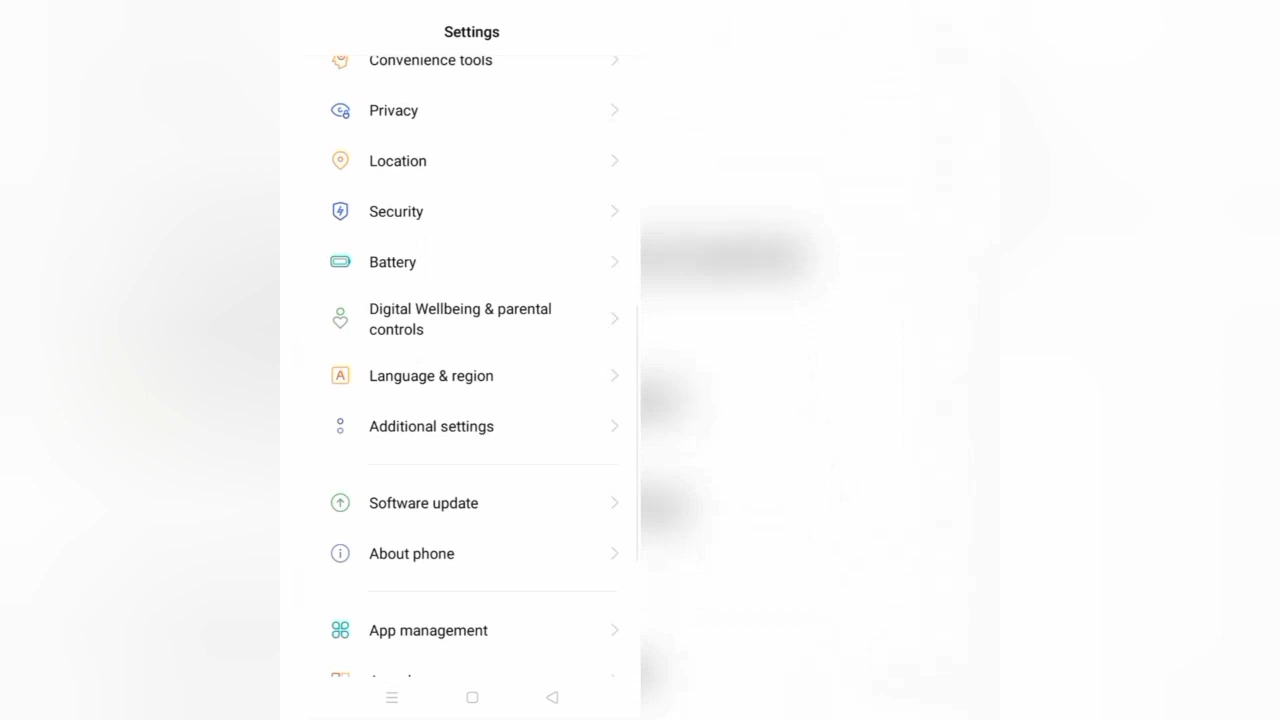 Settings
Convenience tools
Privacy
Location
Security
Battery
Digital Wellbeing & parental
controls
Language & region
A
Additional settings
Software update
About phone
App management